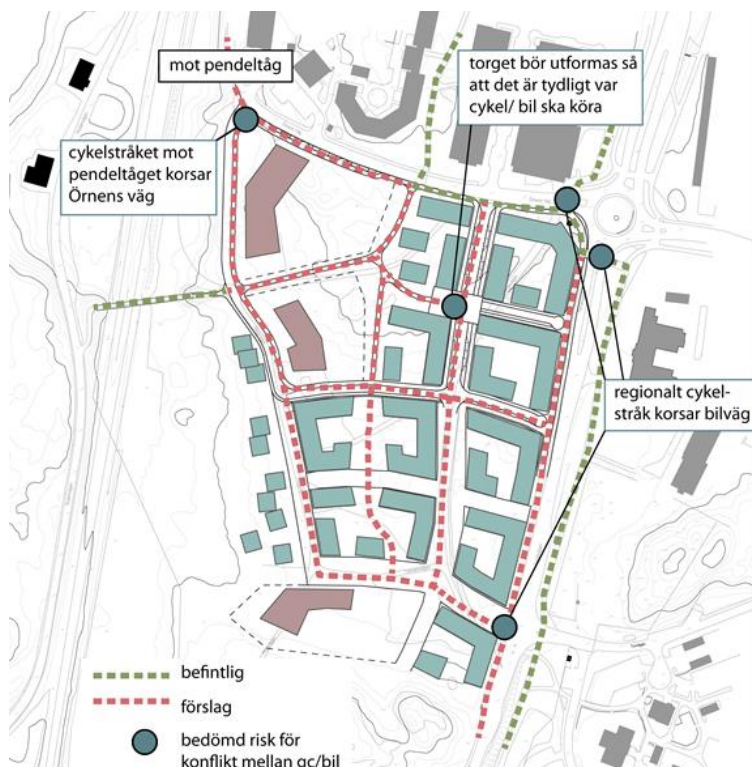 mot pendeltåg
torget bör utformas så
att det är tydligt var
cykel/ bil ska köra
cykelstråket mot
pendeltåget korsar
Örnens väg
regionalt cykel-
stråk korsar bilväg
befintlig
förslag
bedömd risk för
konflikt mellan gc/bil